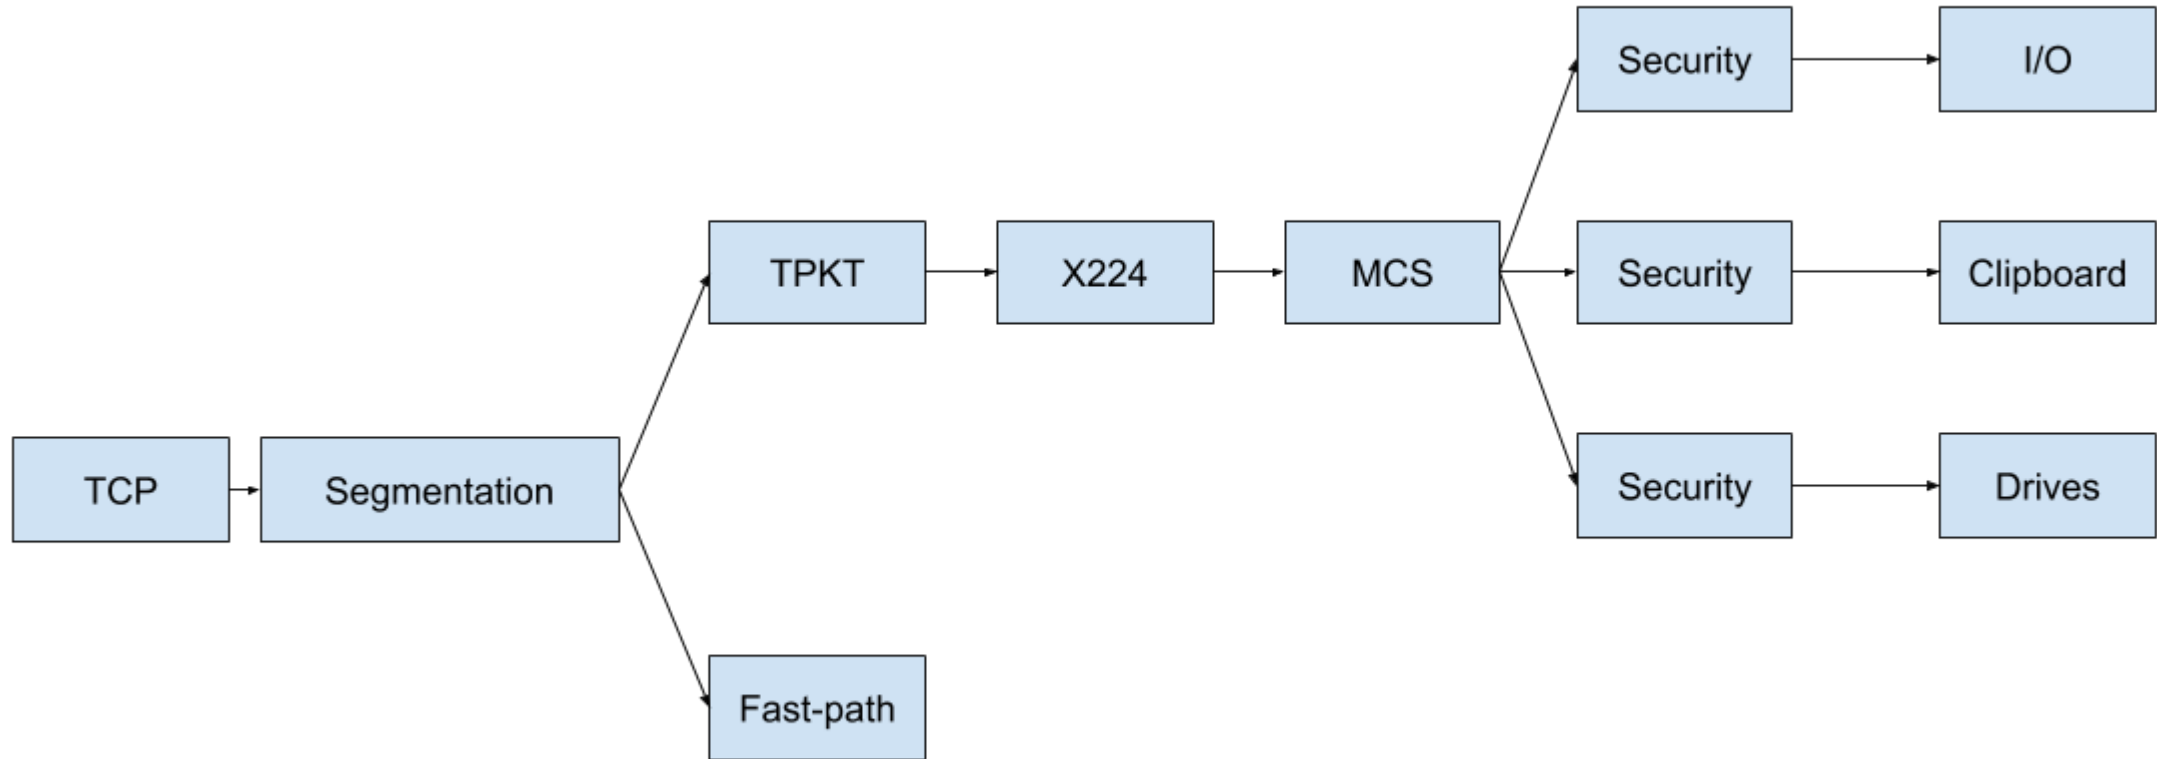 Security
I/O
TPKT
X224
MCS
Security
Clipboard
TCP
Segmentation
Security
Drives
Fast-path